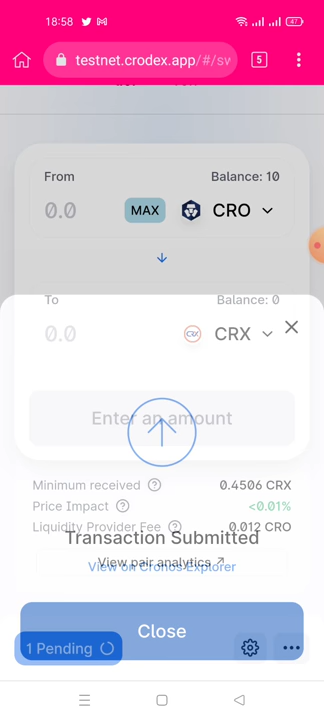 18:58
47
testnet.crodex.app/#/sw
5
From
Balance: 10
0.0
MAX
CRO
To
Balance: 0
0.0
CRX
Enter an amount
Minimum received
0.4506 CRX
Price Impact
<0.01%
Liquidity Provider Fee
0.012 CRO
Transaction Submitted
View pair analytics ↗
View on Cronos Explorer
Close
1 Pending